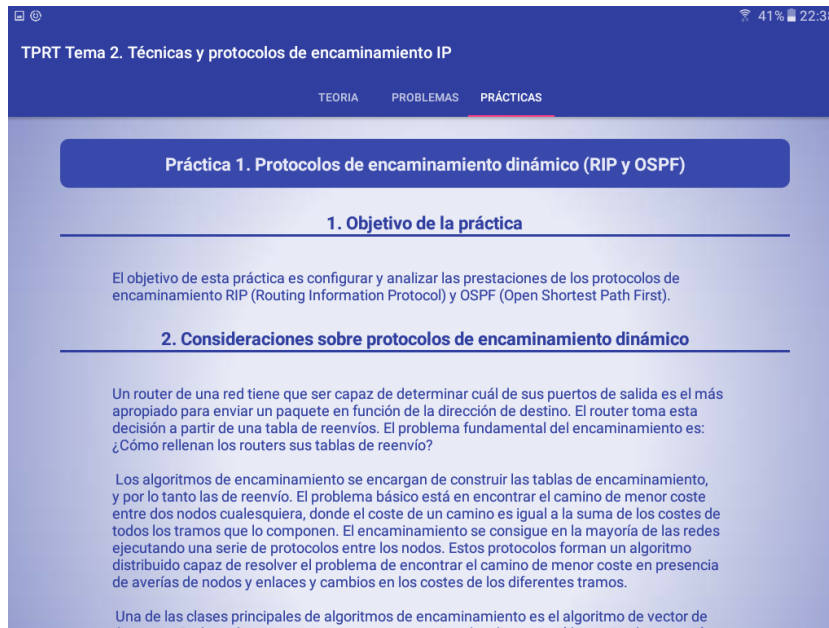 41% 22:38
TPRT Tema 2. Técnicas y protocolos de encaminamiento IP
TEORIA PROBLEMAS PRÁCTICAS
Práctica 1. Protocolos de encaminamiento dinámico (RIP y OSPF)
1. Objetivo de la práctica
El objetivo de esta práctica es configurar y analizar las prestaciones de los protocolos de
encaminamiento RIP (Routing Information Protocol) y OSPF (Open Shortest Path First).
2. Consideraciones sobre protocolos de encaminamiento dinámico
Un router de una red tiene que ser capaz de determinar cuál de sus puertos de salida es el más
apropiado para enviar un paquete en función de la dirección de destino. El router toma esta
decisión a partir de una tabla de reenvíos. El problema fundamental del encaminamiento es:
¿Cómo rellenan los routers sus tablas de reenvío?
Los algoritmos de encaminamiento se encargan de construir las tablas de encaminamiento,
y por lo tanto las de reenvío. El problema básico está en encontrar el camino de menor coste
entre dos nodos cualesquiera, donde el coste de un camino es igual a la suma de los costes de
todos los tramos que lo componen. El encaminamiento se consigue en la mayoría de las redes
ejecutando una serie de protocolos entre los nodos. Estos protocolos forman un algoritmo
distribuido capaz de resolver el problema de encontrar el camino de menor coste en presencia
de averías de nodos y enlaces y cambios en los costes de los diferentes tramos.
Una de las clases principales de algoritmos de encaminamiento es el algoritmo de vector de